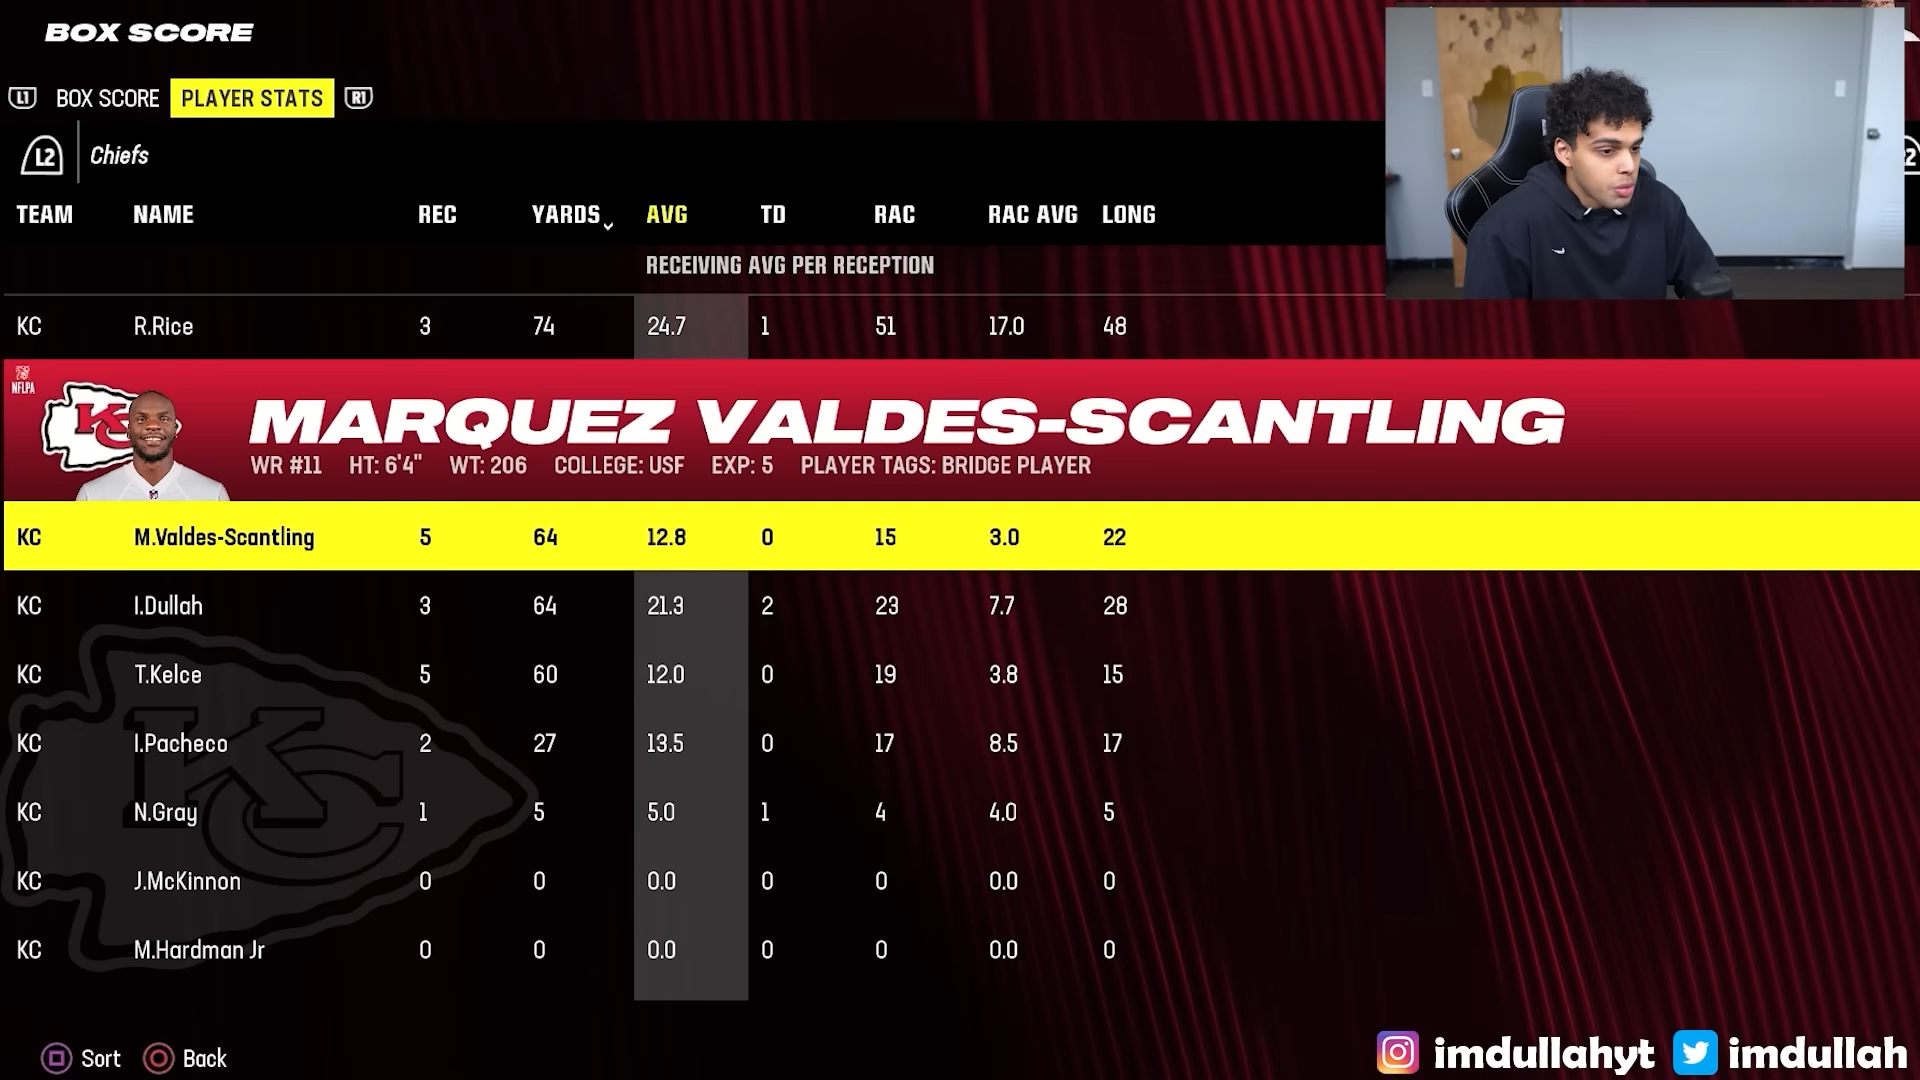 BOX SCORE
L1 BOX SCORE PLAYER STATS R1
L2 Chiefs
TEAM NAME REC YARDS AVG TD RAC RAC AVG LONG
RECEIVING AVG PER RECEPTION
KC R.Rice 3 74 24.7 1 51 17.0 48
NFLPA
MARQUEZ VALDES-SCANTLING
WR #11 HT: 6'4" WT: 206 COLLEGE: USF EXP: 5 PLAYER TAGS: BRIDGE PLAYER
KC M.Valdes-Scantling 5 64 12.8 0 15 3.0 22
KC I.Dullah 3 64 21.3 2 23 7.7 28
KC T.Kelce 5 60 12.0 0 19 3.8 15
KC I.Pacheco 2 27 13.5 0 17 8.5 17
KC N.Gray 1 5 5.0 1 4 4.0 5
KC J.McKinnon 0 0 0.0 0 0 0.0 0
KC M.Hardman Jr 0 0 0.0 0 0 0.0 0
Sort Back
imdullahyt imdullah